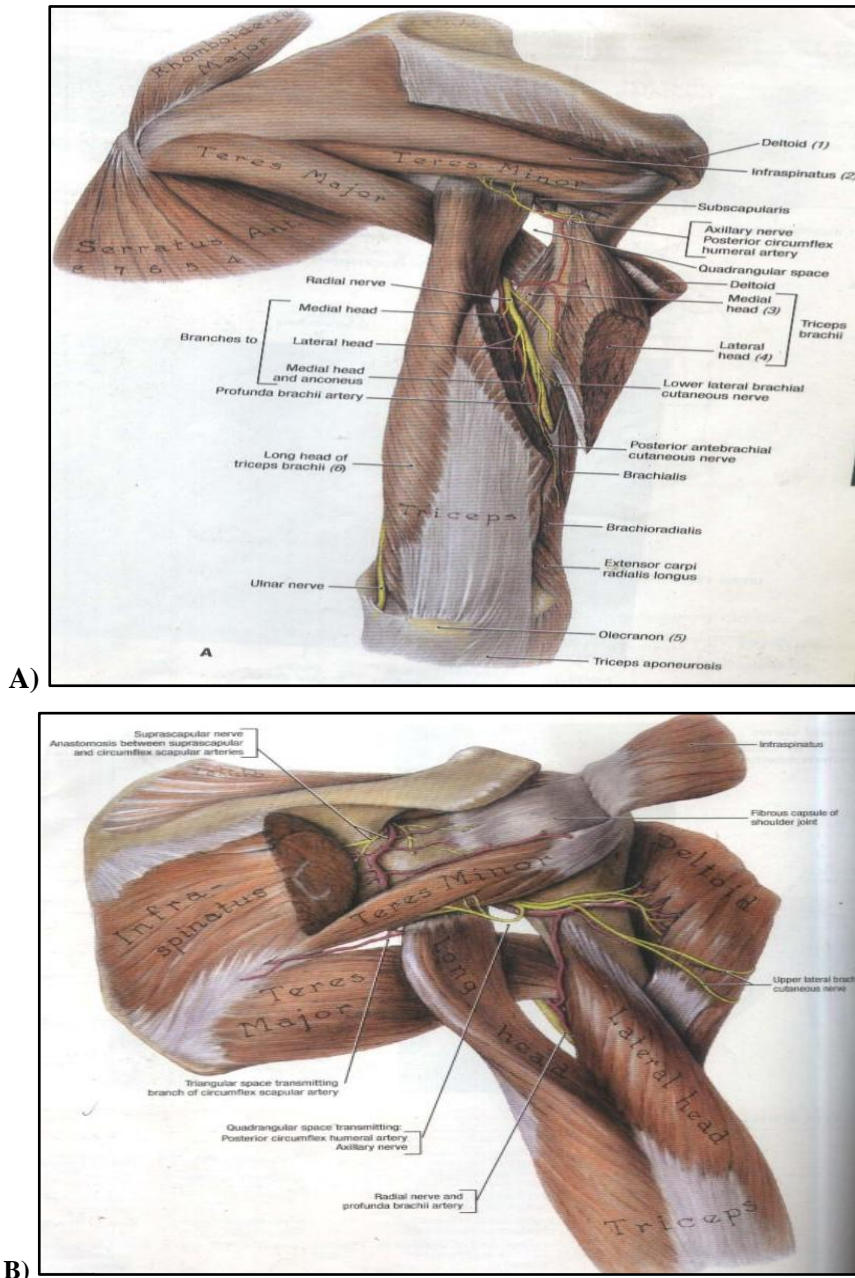 Rhomboideus
Major
Teres Major
Teres Minor
Serratus Ant
8 7 6 5 4
Deltoid (1)
Infraspinatus (2)
Subscapularis
Axillary nerve
Posterior circumflex
humeral artery
Quadrangular space
Deltoid
Medial
head (3)
Triceps
brachii
Lateral
head (4)
Lower lateral brachial
cutaneous nerve
Posterior antebrachial
cutaneous nerve
Brachialis
Brachioradialis
Extensor carpi
radialis longus
Olecranon (5)
Triceps aponeurosis
Radial nerve
Medial head
Branches to
Lateral head
Medial head
and anconeus
Profunda brachii artery
Long head of
triceps brachii (6)
Triceps
Ulnar nerve
A
A)
Suprascapular nerve
Anastomosis between suprascapular
and circumflex scapular arteries
Infraspinatus
Fibrous capsule of
shoulder joint
Deltoid
Infra-
spinatus
Teres Minor
Teres
Major
Long
head
Lateral head
Triceps
Upper lateral brach
cutaneous nerve
Triangular space transmitting
branch of circumflex scapular artery
Quadrangular space transmitting:
Posterior circumflex humeral artery
Axillary nerve
Radial nerve and
profunda brachii artery
B)